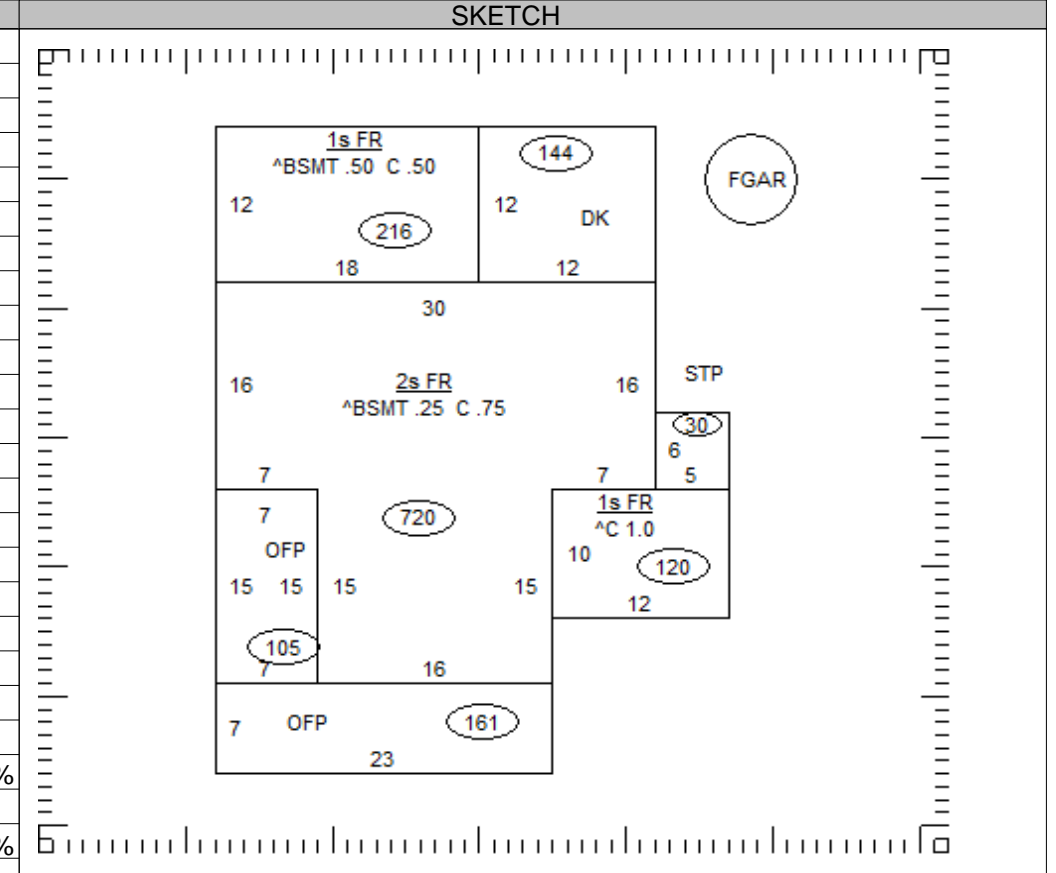 SKETCH
1s FR
^BSMT .50 C .50
144
FGAR
12
12
DK
216
18
12
30
2s FR
^BSMT .25 C .75
16
16
STP
30
6
7
7
5
1s FR
^C 1.0
7
720
OFP
10
120
15
15
15
15
12
105
7
16
7
OFP
161
23
%
%